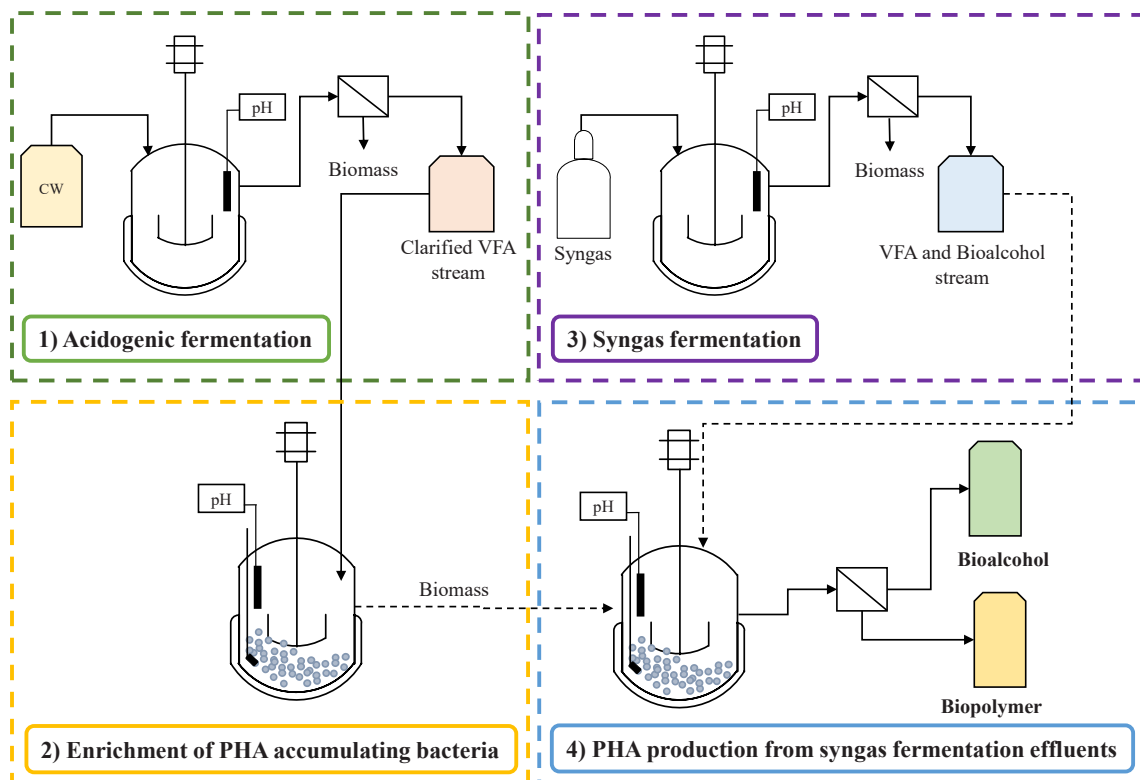 pH
CW
Biomass
Clarified VFA
stream
1) Acidogenic fermentation
pH
Syngas
Biomass
VFA and Bioalcohol
stream
3) Syngas fermentation
pH
Biomass
2) Enrichment of PHA accumulating bacteria
pH
Bioalcohol
Biopolymer
4) PHA production from syngas fermentation effluents